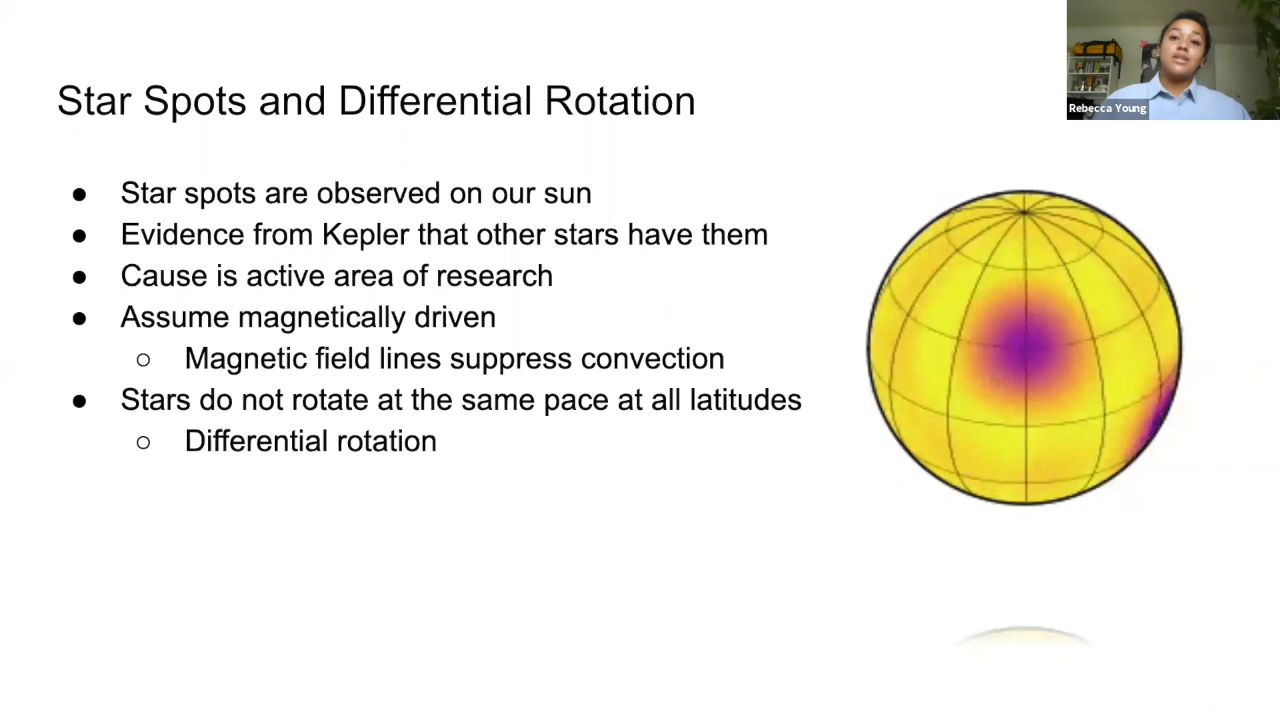 Star Spots and Differential Rotation
Rebecca Young
● Star spots are observed on our sun
● Evidence from Kepler that other stars have them
● Cause is active area of research
● Assume magnetically driven
○ Magnetic field lines suppress convection
● Stars do not rotate at the same pace at all latitudes
○ Differential rotation